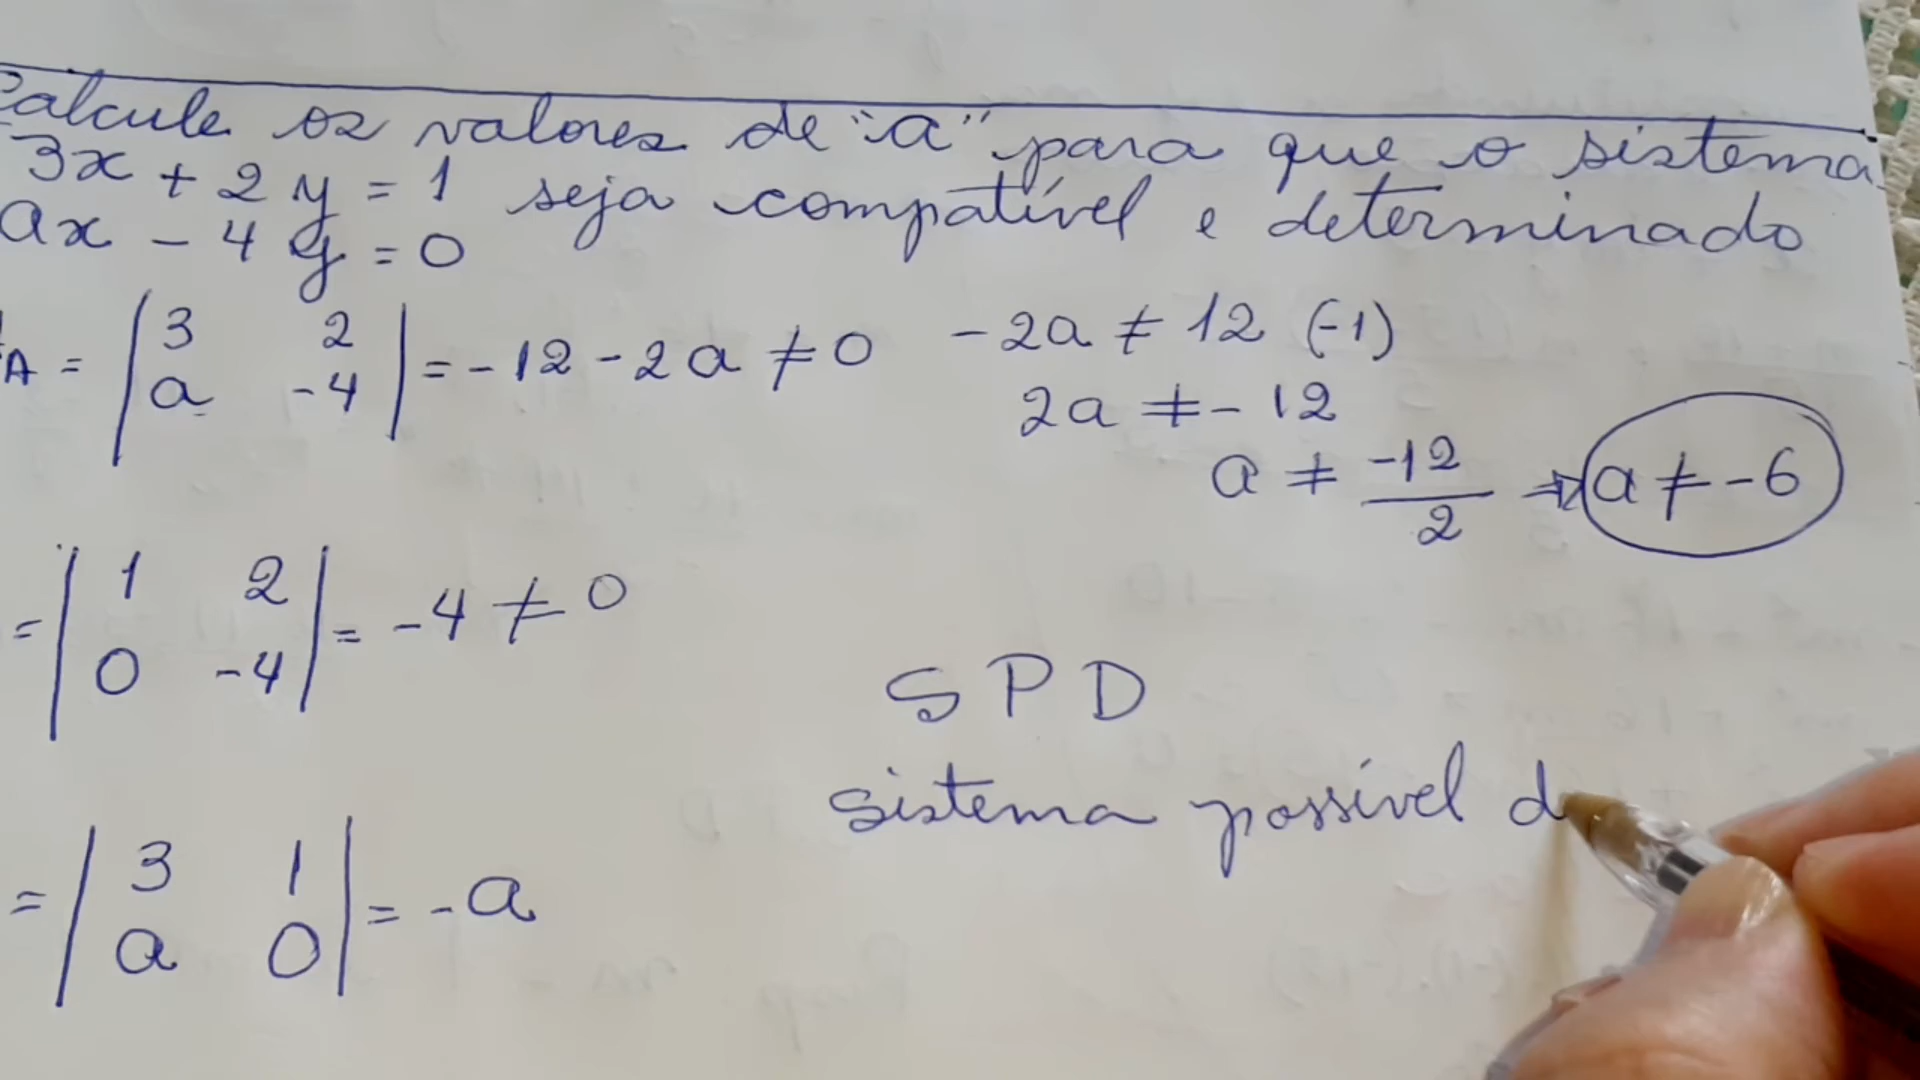 Calcule os valores de "a" para que o sistema
3x + 2y = 1 seja compatível e determinado
ax - 4y = 0
A = | 3 2 | = -12 - 2a ≠ 0
| a -4 |
-2a ≠ 12 (-1)
2a ≠ -12
a ≠ -12/2 ⇒ a ≠ -6
= | 1 2 | = -4 ≠ 0
| 0 -4 |
SPD
sistema possível d
= | 3 1 | = -a
| a 0 |